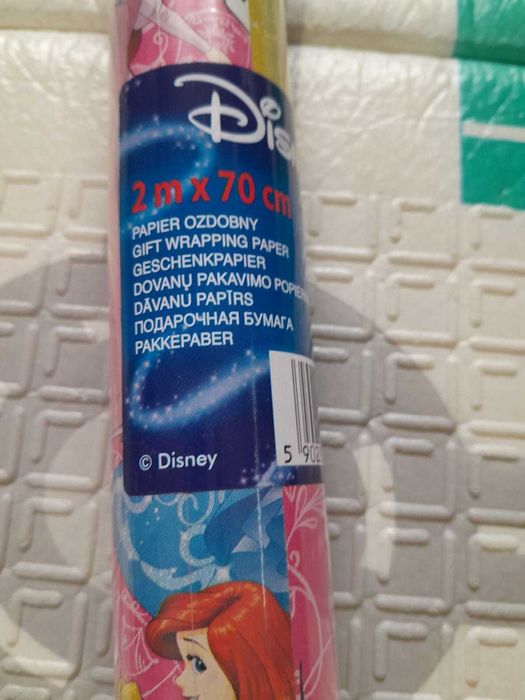 Dis
2 m x 70 cm
PAPIER OZDOBNY
GIFT WRAPPING PAPER
GESCHENKPAPIER
DOVANŲ PAKAVIMO POPIE
DĀVANU PAPĪRS
ПОДАРОЧНАЯ БУМАГА
PAKKEPABER
5 902
© Disney